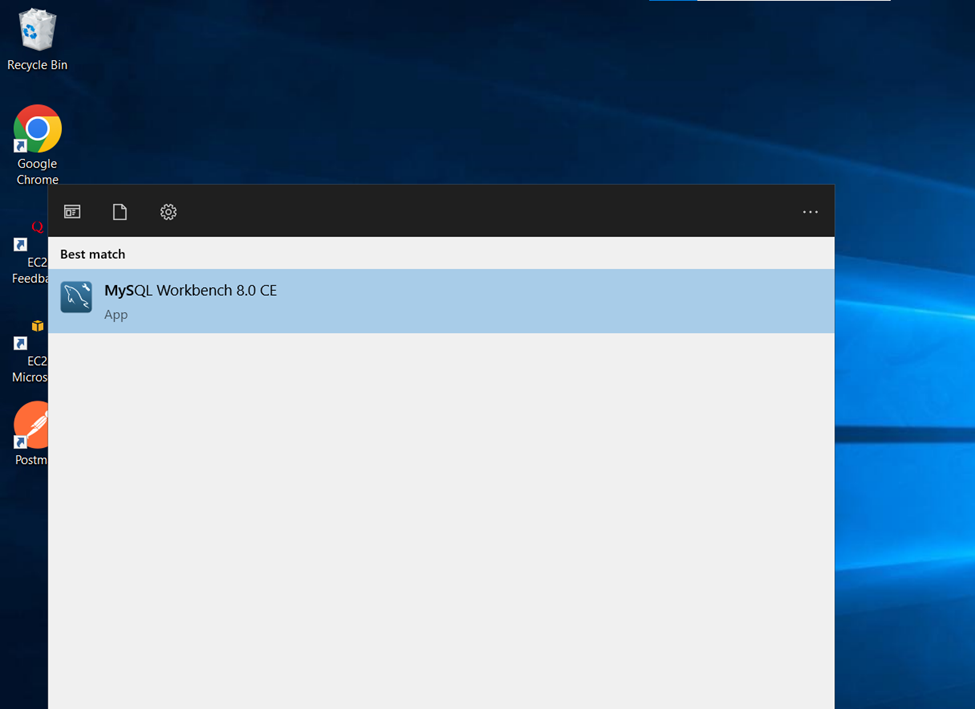 Recycle Bin
Google
Chrome
EC2
Feedba
EC2
Micros
Postm
Best match
MySQL Workbench 8.0 CE
App